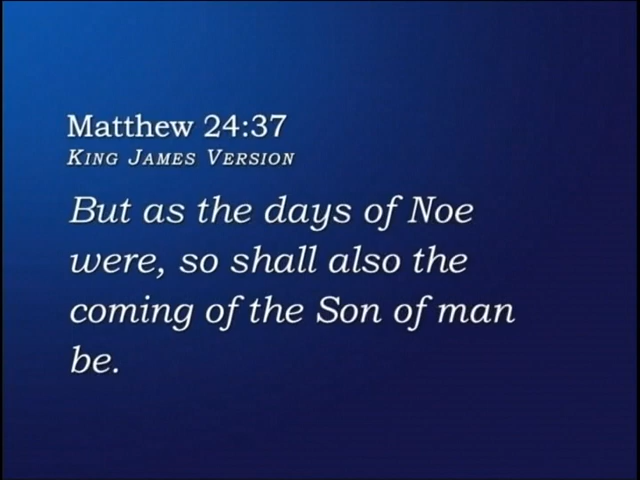 Matthew 24:37
King James Version
But as the days of Noe
were, so shall also the
coming of the Son of man
be.